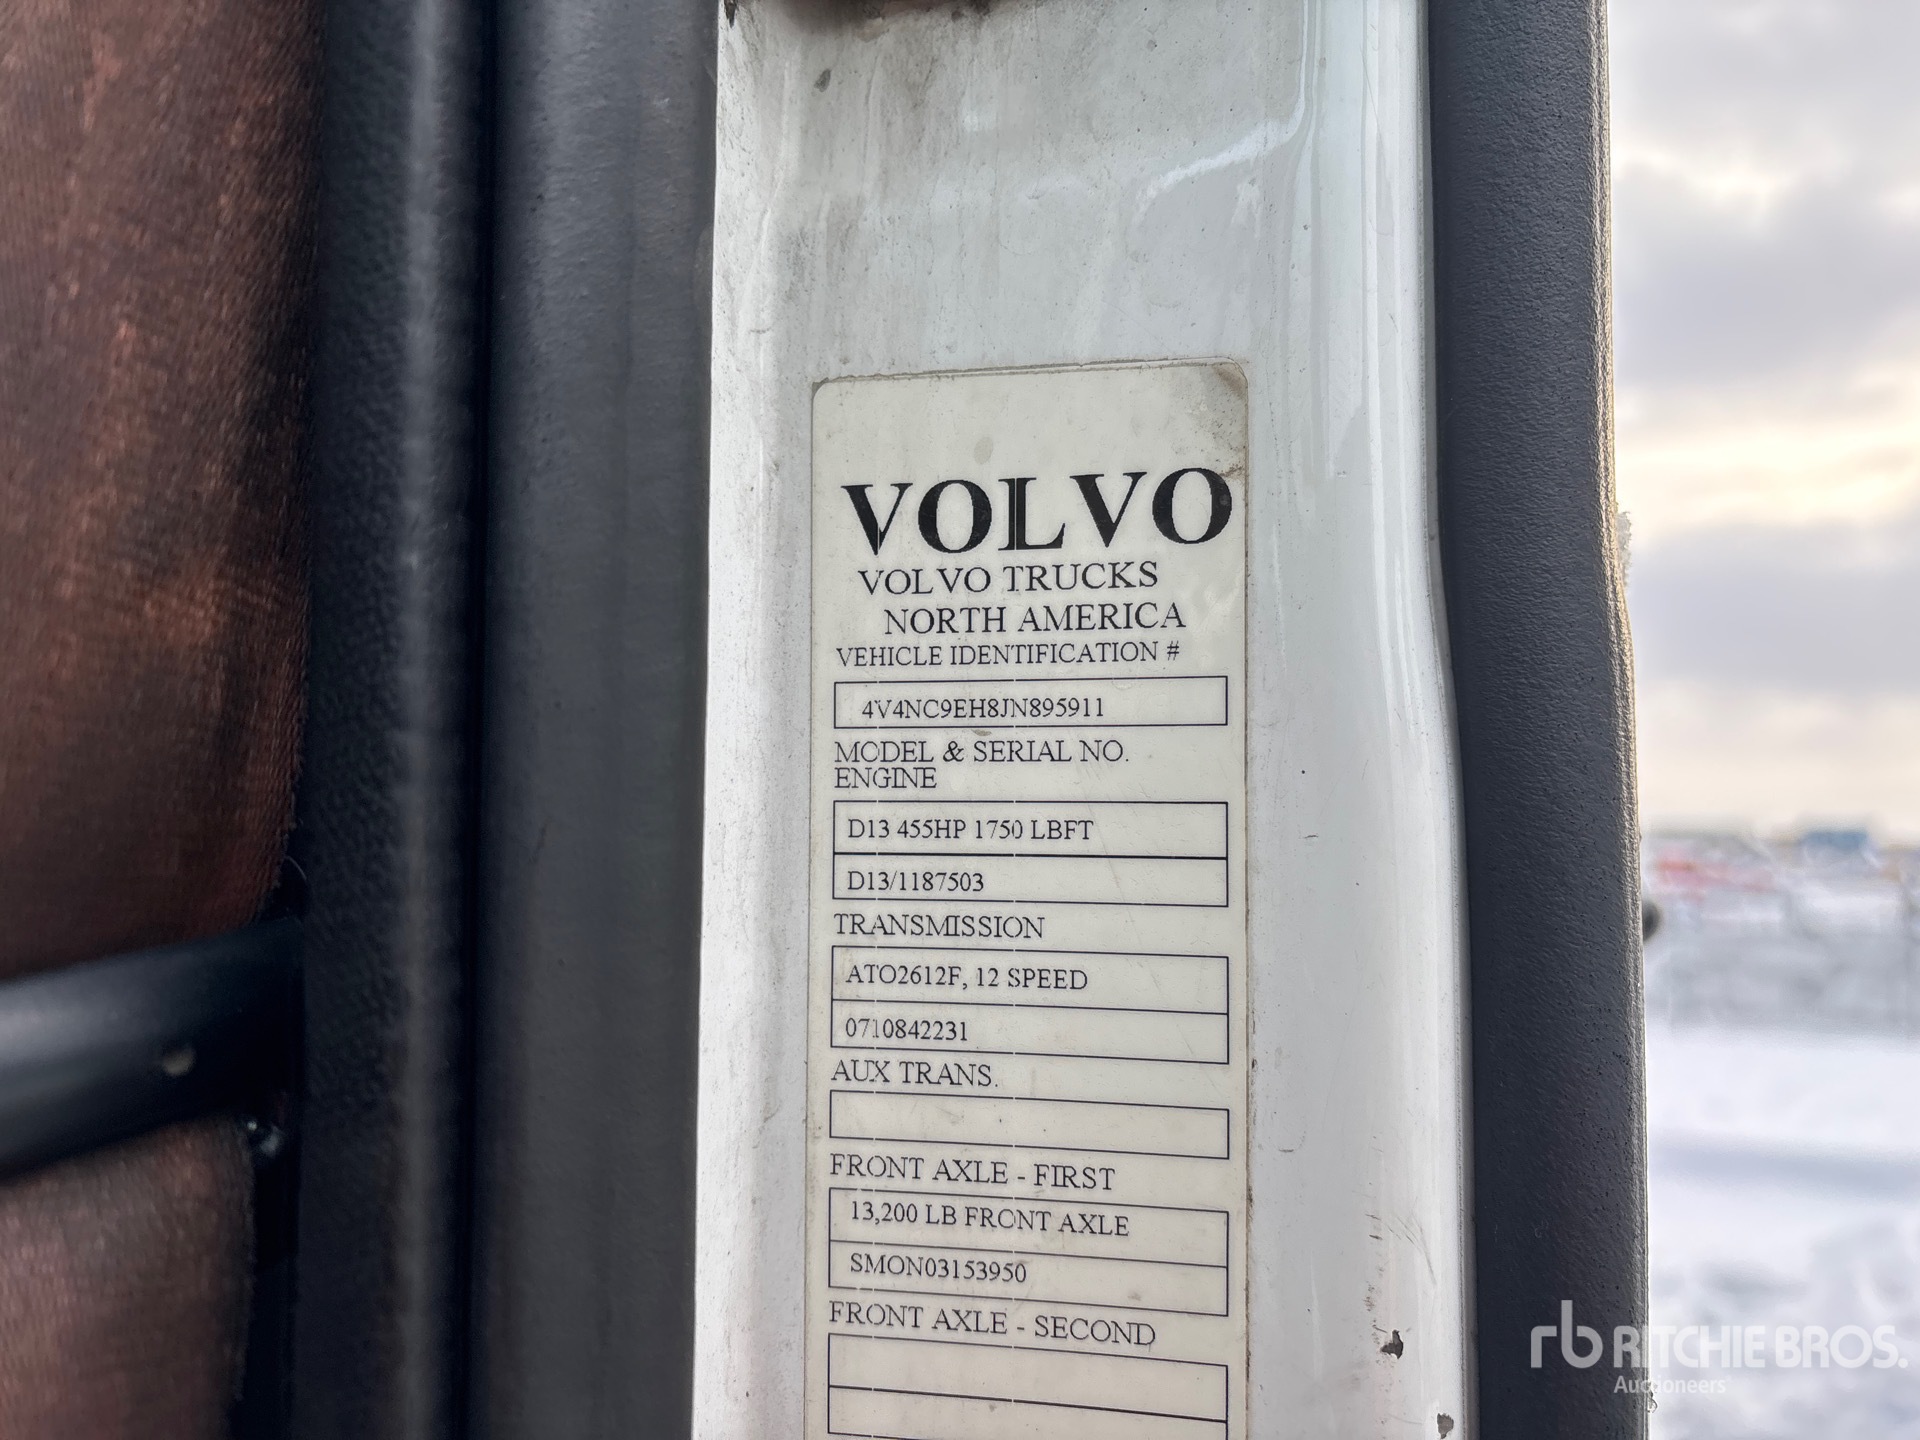 VOLVO
VOLVO TRUCKS
NORTH AMERICA
VEHICLE IDENTIFICATION #
4V4NC9EH8JN895911
MODEL & SERIAL NO.
ENGINE
D13 455HP 1750 LBFT
D13/1187503
TRANSMISSION
ATO2612F, 12 SPEED
0710842231
AUX TRANS.
FRONT AXLE - FIRST
13,200 LB FRONT AXLE
SMON03153950
FRONT AXLE - SECOND
rb RITCHIE BROS.
Auctioneers